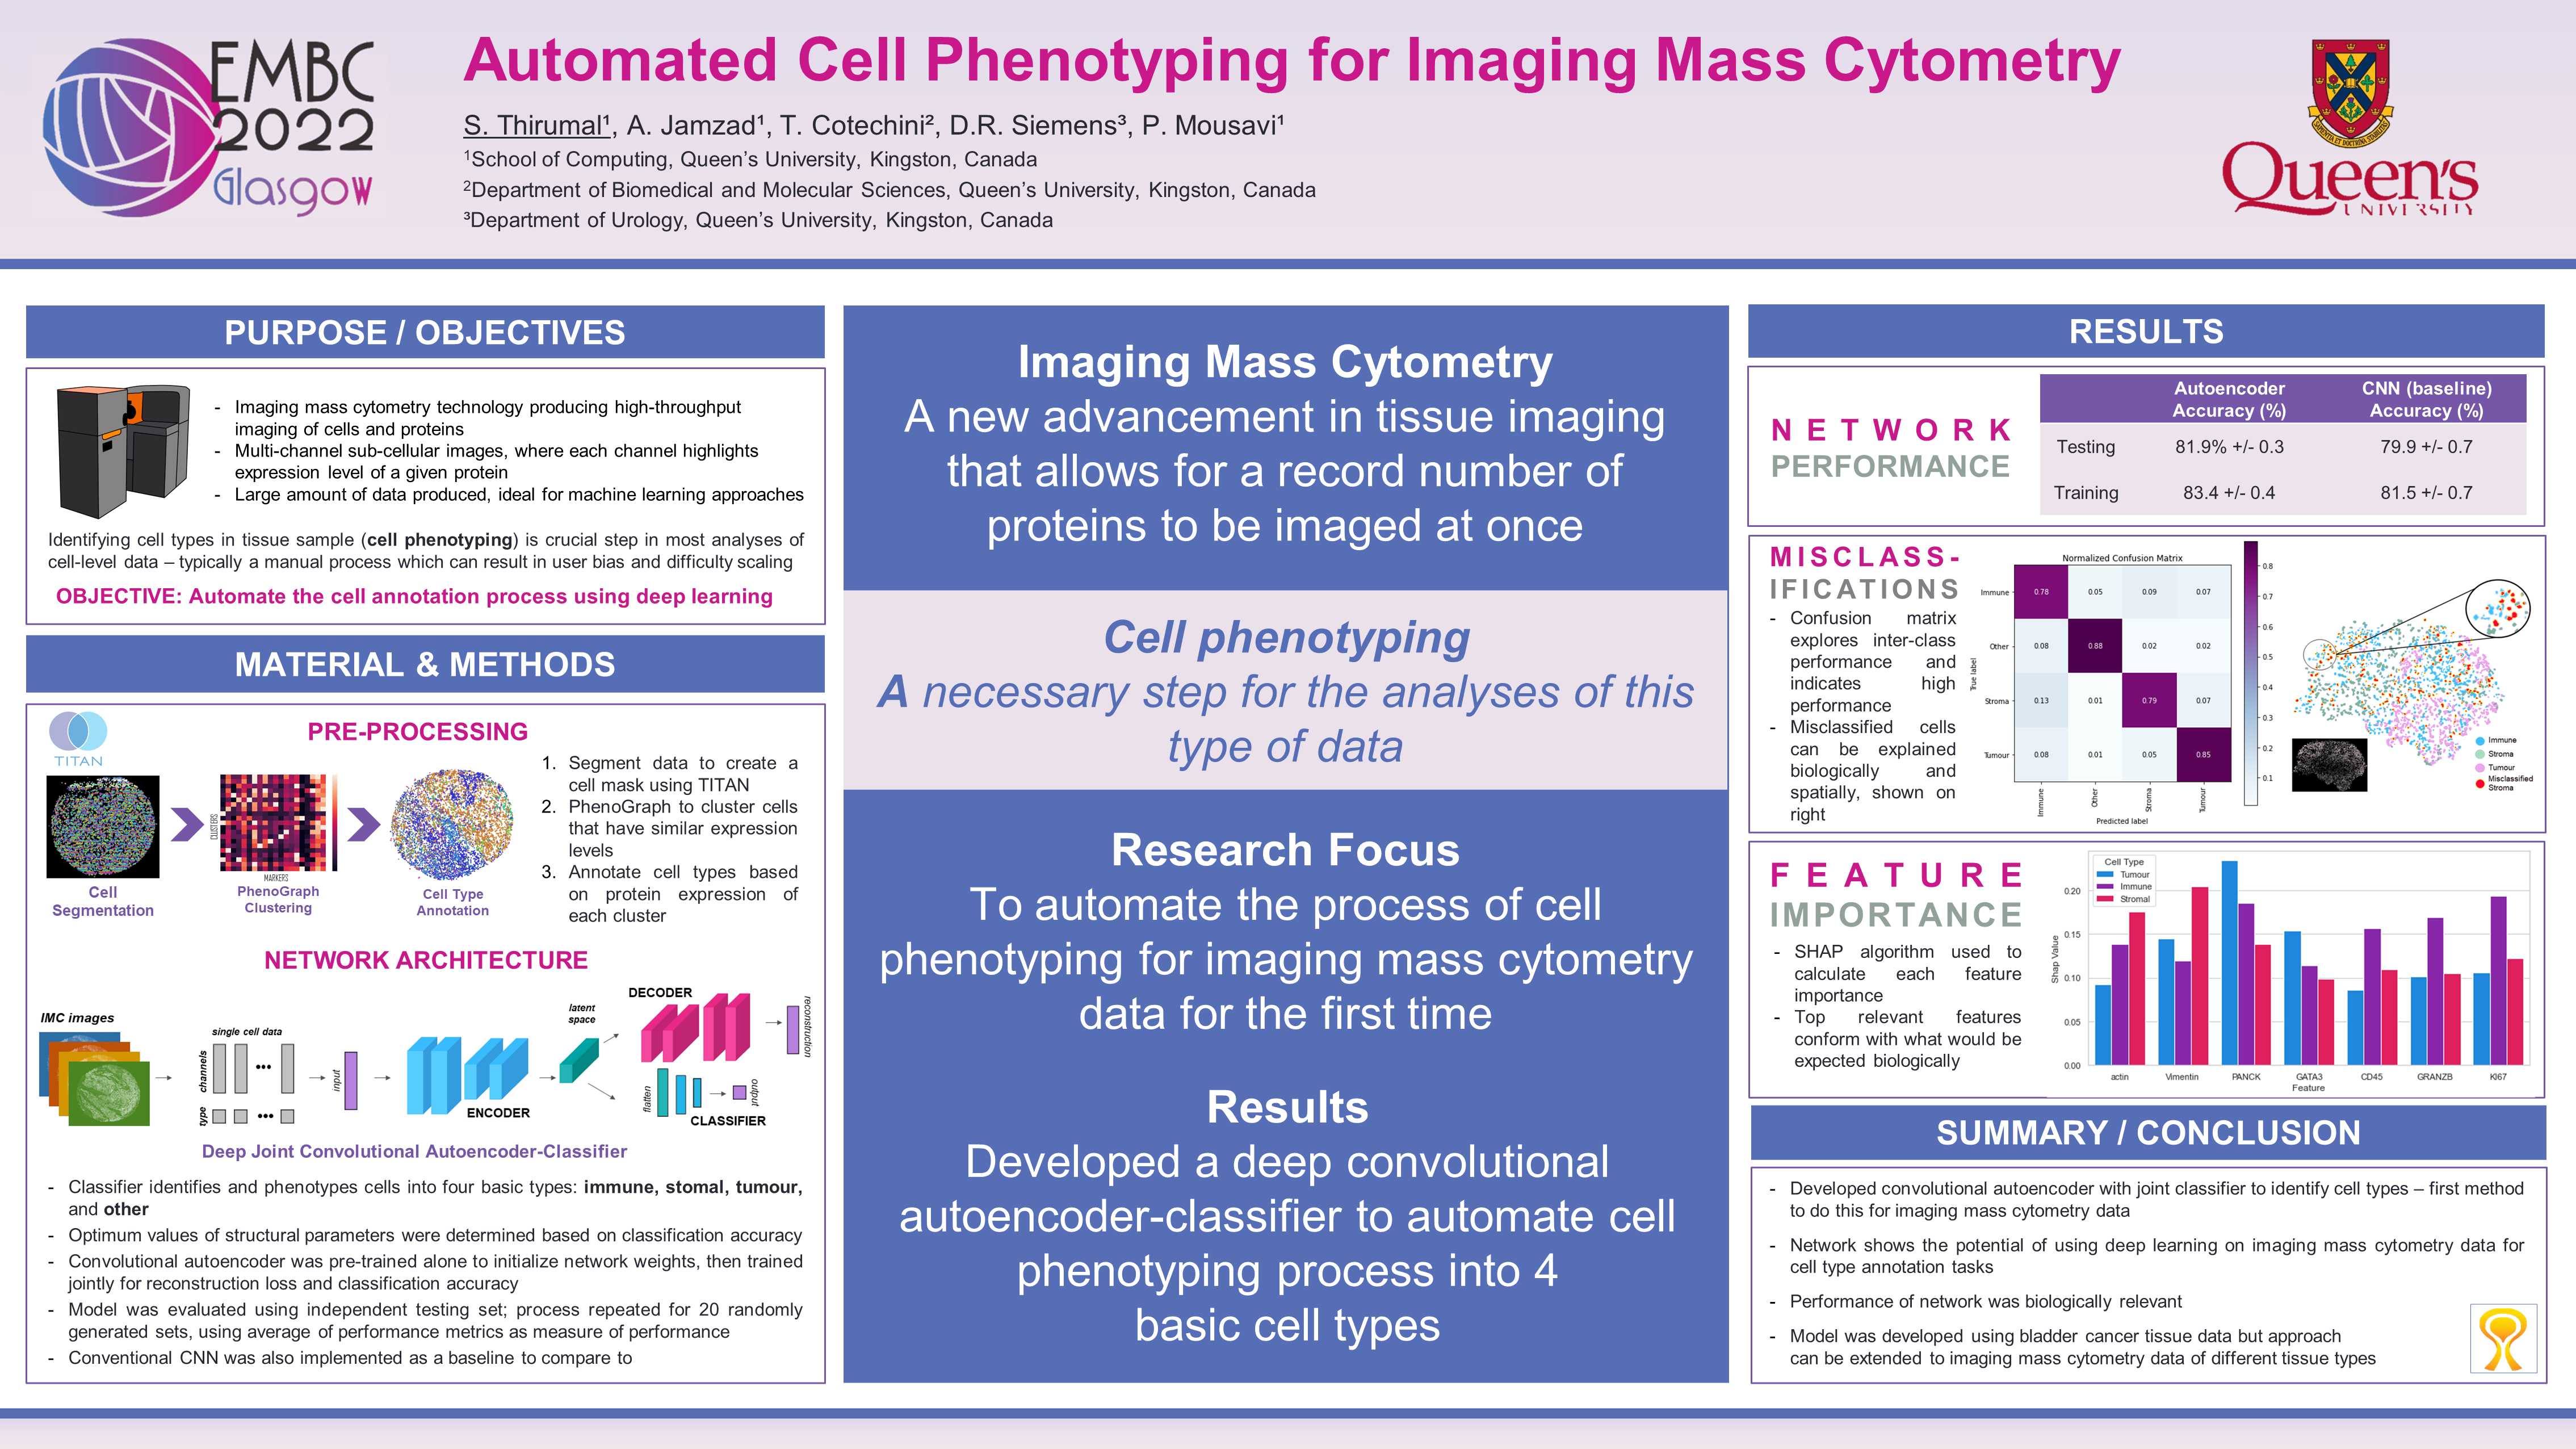 EMBC
2022
Glasgow
Automated Cell Phenotyping for Imaging Mass Cytometry
S. Thirumal¹, A. Jamzad¹, T. Cotechini², D.R. Siemens³, P. Mousavi¹
¹School of Computing, Queen's University, Kingston, Canada
²Department of Biomedical and Molecular Sciences, Queen's University, Kingston, Canada
³Department of Urology, Queen's University, Kingston, Canada
Queen's
UNIVERSITY
PURPOSE / OBJECTIVES
- Imaging mass cytometry technology producing high-throughput
imaging of cells and proteins
- Multi-channel sub-cellular images, where each channel highlights
expression level of a given protein
- Large amount of data produced, ideal for machine learning approaches
Identifying cell types in tissue sample (cell phenotyping) is crucial step in most analyses of
cell-level data – typically a manual process which can result in user bias and difficulty scaling
OBJECTIVE: Automate the cell annotation process using deep learning
MATERIAL & METHODS
TITAN
PRE-PROCESSING
CLUSTERS
MARKERS
Cell
Segmentation
PhenoGraph
Clustering
Cell Type
Annotation
1. Segment data to create a
cell mask using TITAN
2. PhenoGraph to cluster cells
that have similar expression
levels
3. Annotate cell types based
on protein expression of
each cluster
NETWORK ARCHITECTURE
IMC images
single cell data
channels
type
input
ENCODER
latent
space
DECODER
reconstruction
flatten
output
CLASSIFIER
Deep Joint Convolutional Autoencoder-Classifier
- Classifier identifies and phenotypes cells into four basic types: immune, stomal, tumour,
and other
- Optimum values of structural parameters were determined based on classification accuracy
- Convolutional autoencoder was pre-trained alone to initialize network weights, then trained
jointly for reconstruction loss and classification accuracy
- Model was evaluated using independent testing set; process repeated for 20 randomly
generated sets, using average of performance metrics as measure of performance
- Conventional CNN was also implemented as a baseline to compare to
Imaging Mass Cytometry
A new advancement in tissue imaging
that allows for a record number of
proteins to be imaged at once
Cell phenotyping
A necessary step for the analyses of this
type of data
Research Focus
To automate the process of cell
phenotyping for imaging mass cytometry
data for the first time
Results
Developed a deep convolutional
autoencoder-classifier to automate cell
phenotyping process into 4
basic cell types
RESULTS
NETWORK
PERFORMANCE
Autoencoder
Accuracy (%)
CNN (baseline)
Accuracy (%)
Testing 81.9% +/- 0.3 79.9 +/- 0.7
Training 83.4 +/- 0.4 81.5 +/- 0.7
MISCLASS-
IFICATIONS
- Confusion matrix
explores inter-class
performance and
indicates high
performance
- Misclassified cells
can be explained
biologically and
spatially, shown on
right
Normalized Confusion Matrix
True label
Immune 0.78 0.05 0.09 0.07
Other 0.08 0.88 0.02 0.02
Stroma 0.13 0.01 0.79 0.07
Tumour 0.08 0.01 0.05 0.85
Immune Other Stroma Tumour
Predicted label
0.8
0.7
0.6
0.5
0.4
0.3
0.2
0.1
Immune
Stroma
Tumour
Misclassified
Stroma
FEATURE
IMPORTANCE
- SHAP algorithm used to
calculate each feature
importance
- Top relevant features
conform with what would be
expected biologically
Cell Type
Tumour
Immune
Stromal
Shap Value
0.20
0.15
0.10
0.05
0.00
actin Vimentin PANCK GATA3 CD45 GRANZB KI67
Feature
SUMMARY / CONCLUSION
- Developed convolutional autoencoder with joint classifier to identify cell types – first method
to do this for imaging mass cytometry data
- Network shows the potential of using deep learning on imaging mass cytometry data for
cell type annotation tasks
- Performance of network was biologically relevant
- Model was developed using bladder cancer tissue data but approach
can be extended to imaging mass cytometry data of different tissue types